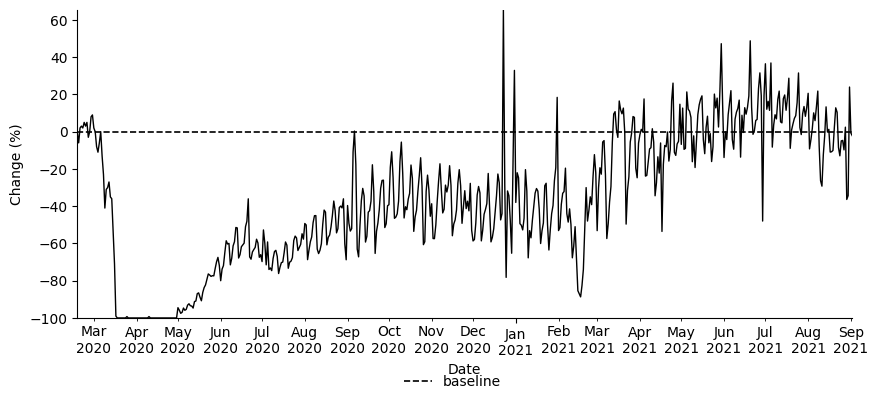 60
40
20
0
−20
−40
−60
−80
−100
Change (%)
Mar Apr May Jun Jul Aug Sep Oct Nov Dec Jan Feb Mar Apr May Jun Jul Aug Sep
2020 2020 2020 2020 2020 2020 2020 2020 2020 2020 2021 2021 2021 2021 2021 2021 2021 2021 2021
Date
baseline